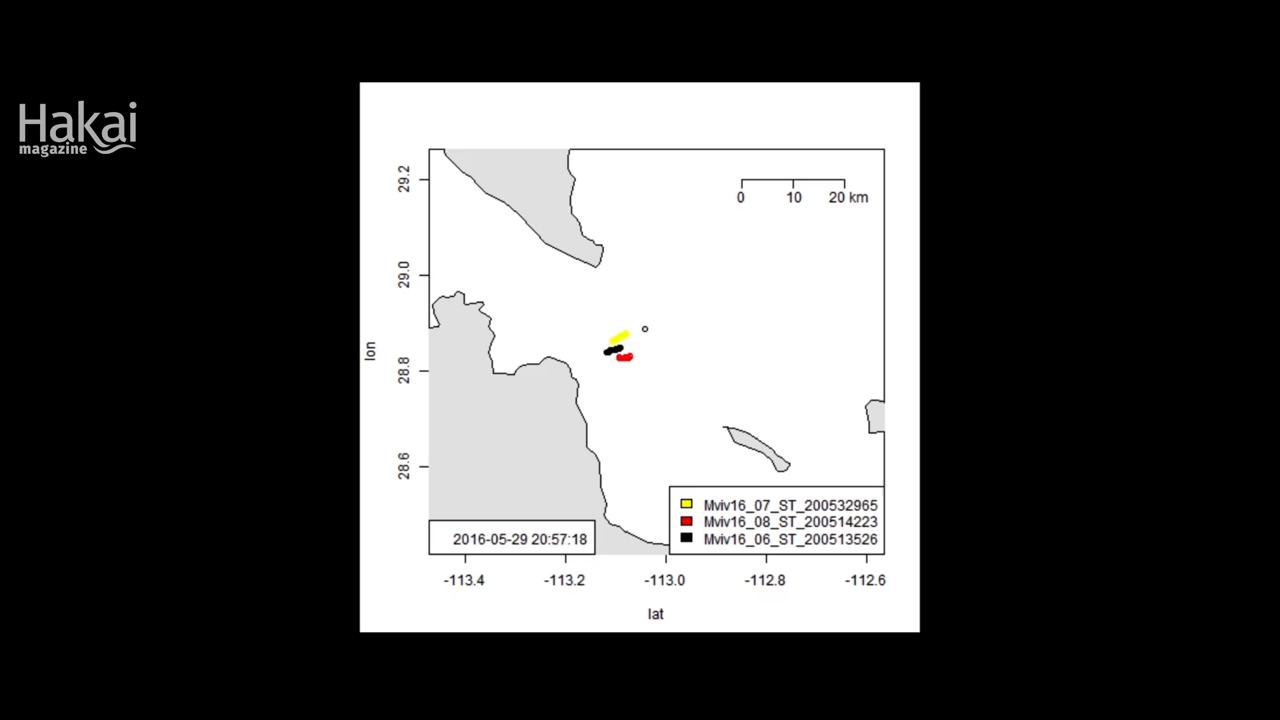 Hakai
magazine
29.2
29.0
28.8
28.6
lon
0 10 20 km
Mviv16_07_ST_200532965
Mviv16_08_ST_200514223
Mviv16_06_ST_200513526
2016-05-29 20:57:18
-113.4 -113.2 -113.0 -112.8 -112.6
lat